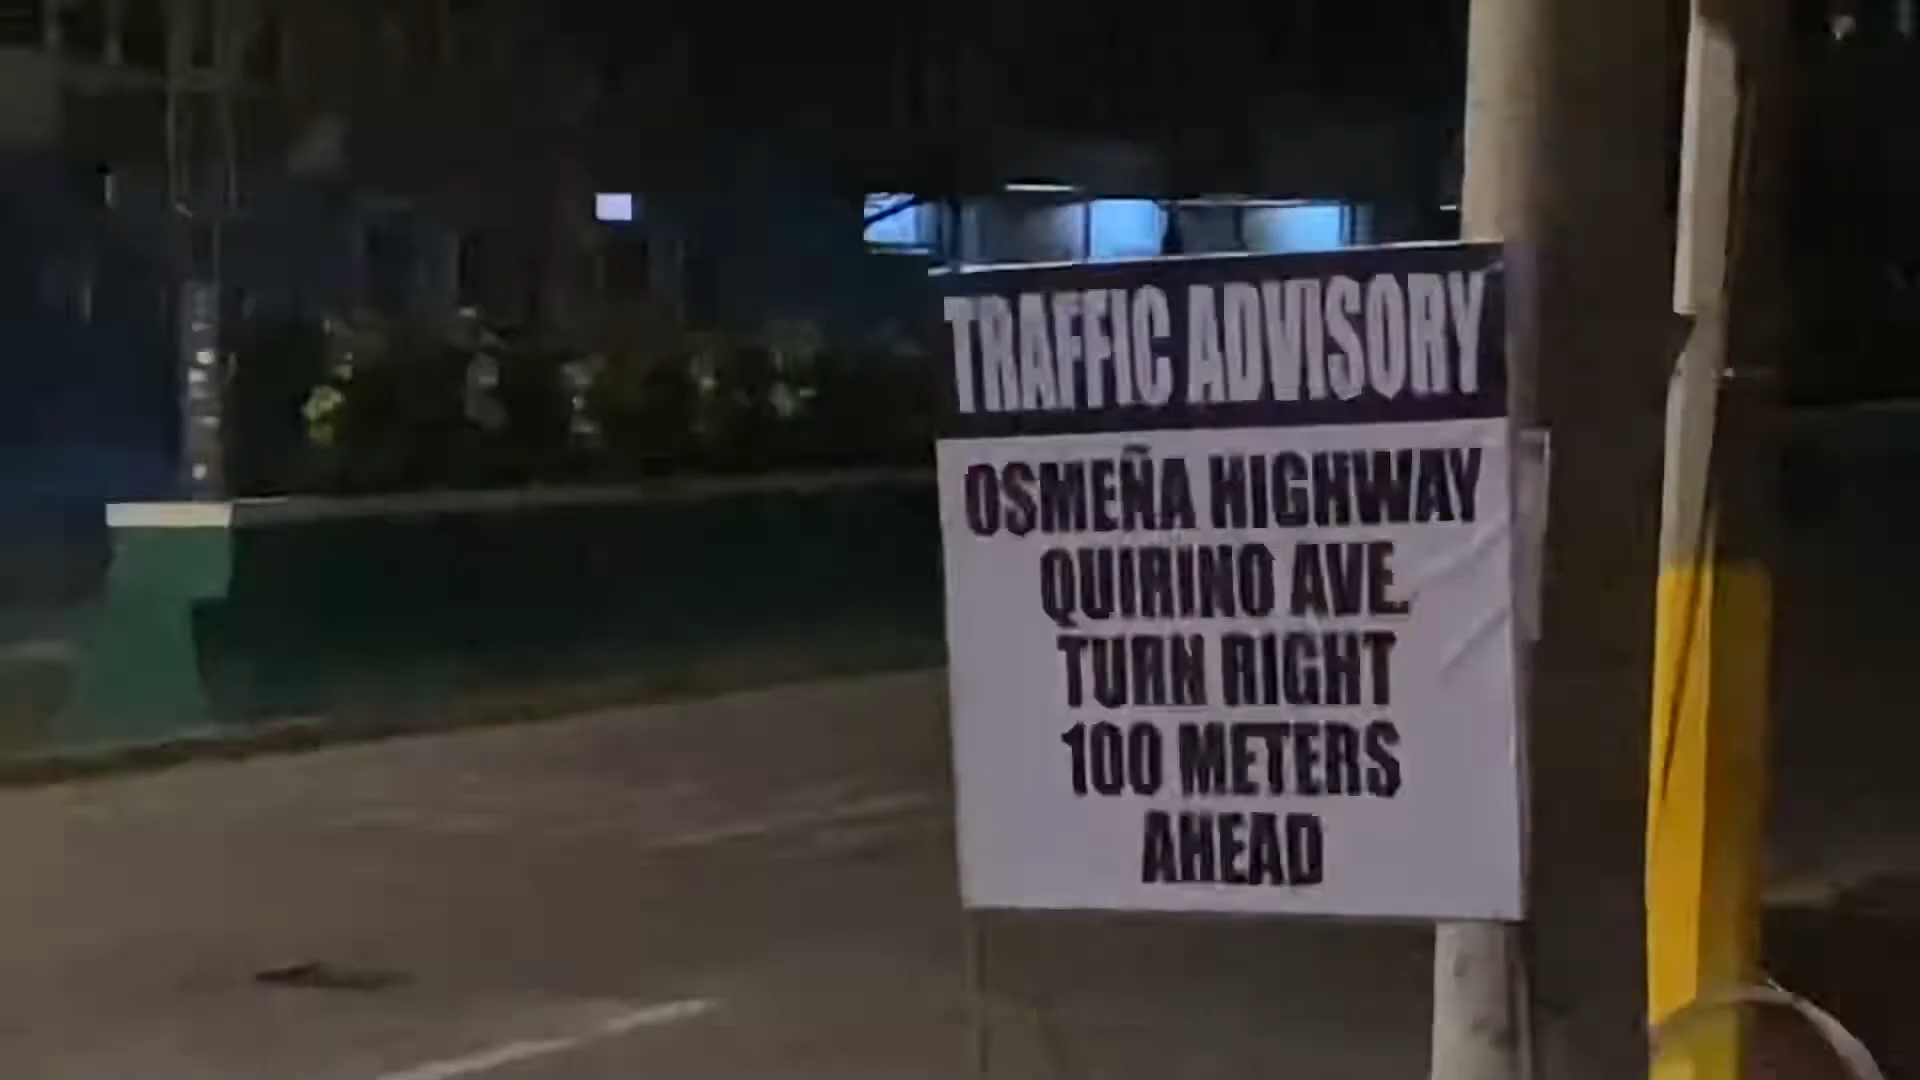 TRAFFIC ADVISORY
OSMEÑA HIGHWAY
QUIRINO AVE.
TURN RIGHT
100 METERS
AHEAD